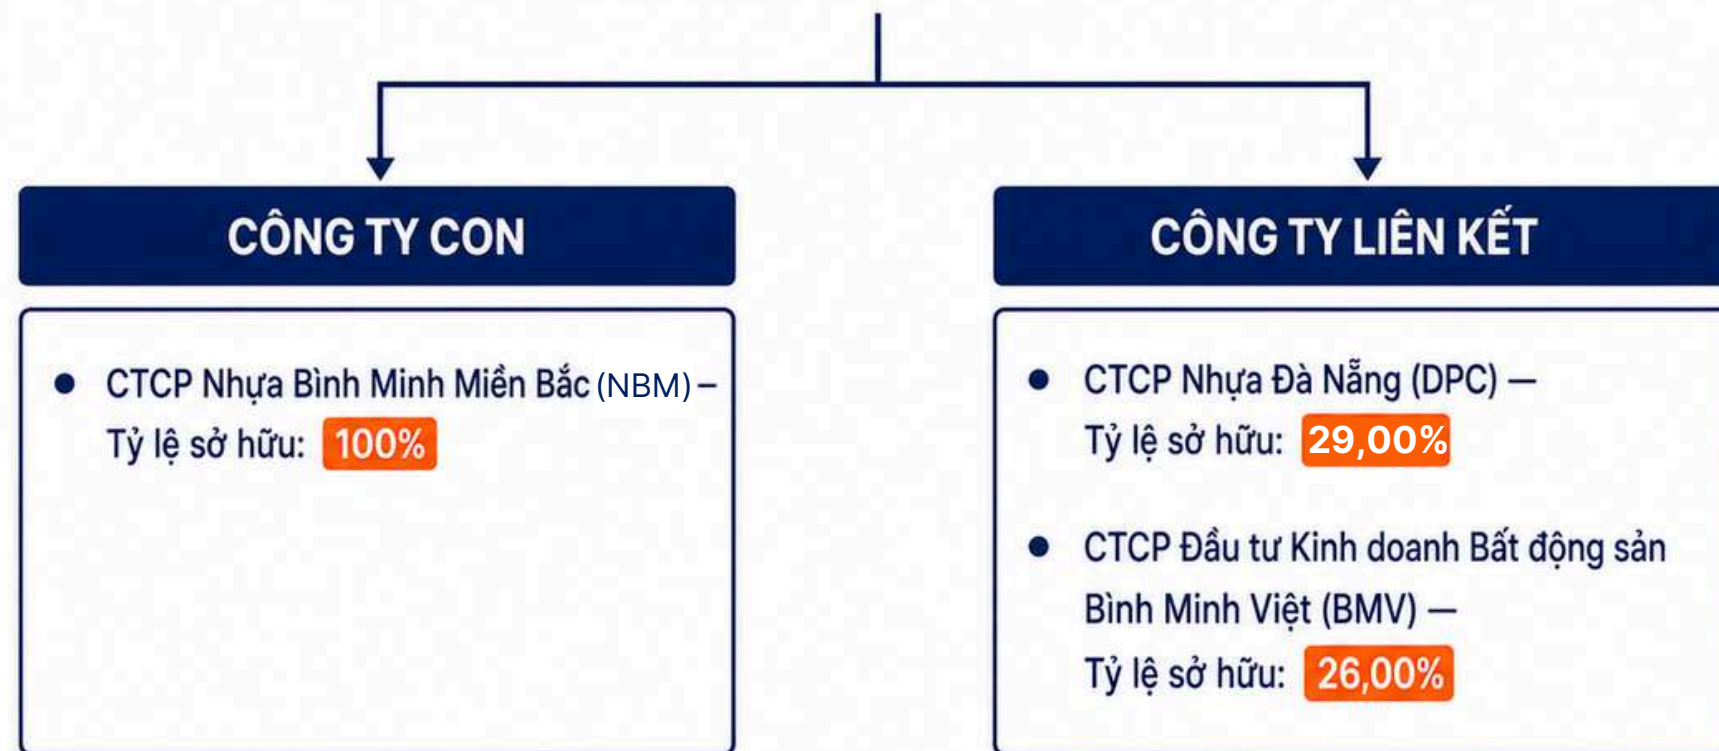 CÔNG TY CON
● CTCP Nhựa Bình Minh Miền Bắc (NBM) –
Tỷ lệ sở hữu: 100%
CÔNG TY LIÊN KẾT
● CTCP Nhựa Đà Nẵng (DPC) —
Tỷ lệ sở hữu: 29,00%
● CTCP Đầu tư Kinh doanh Bất động sản
Bình Minh Việt (BMV) —
Tỷ lệ sở hữu: 26,00%